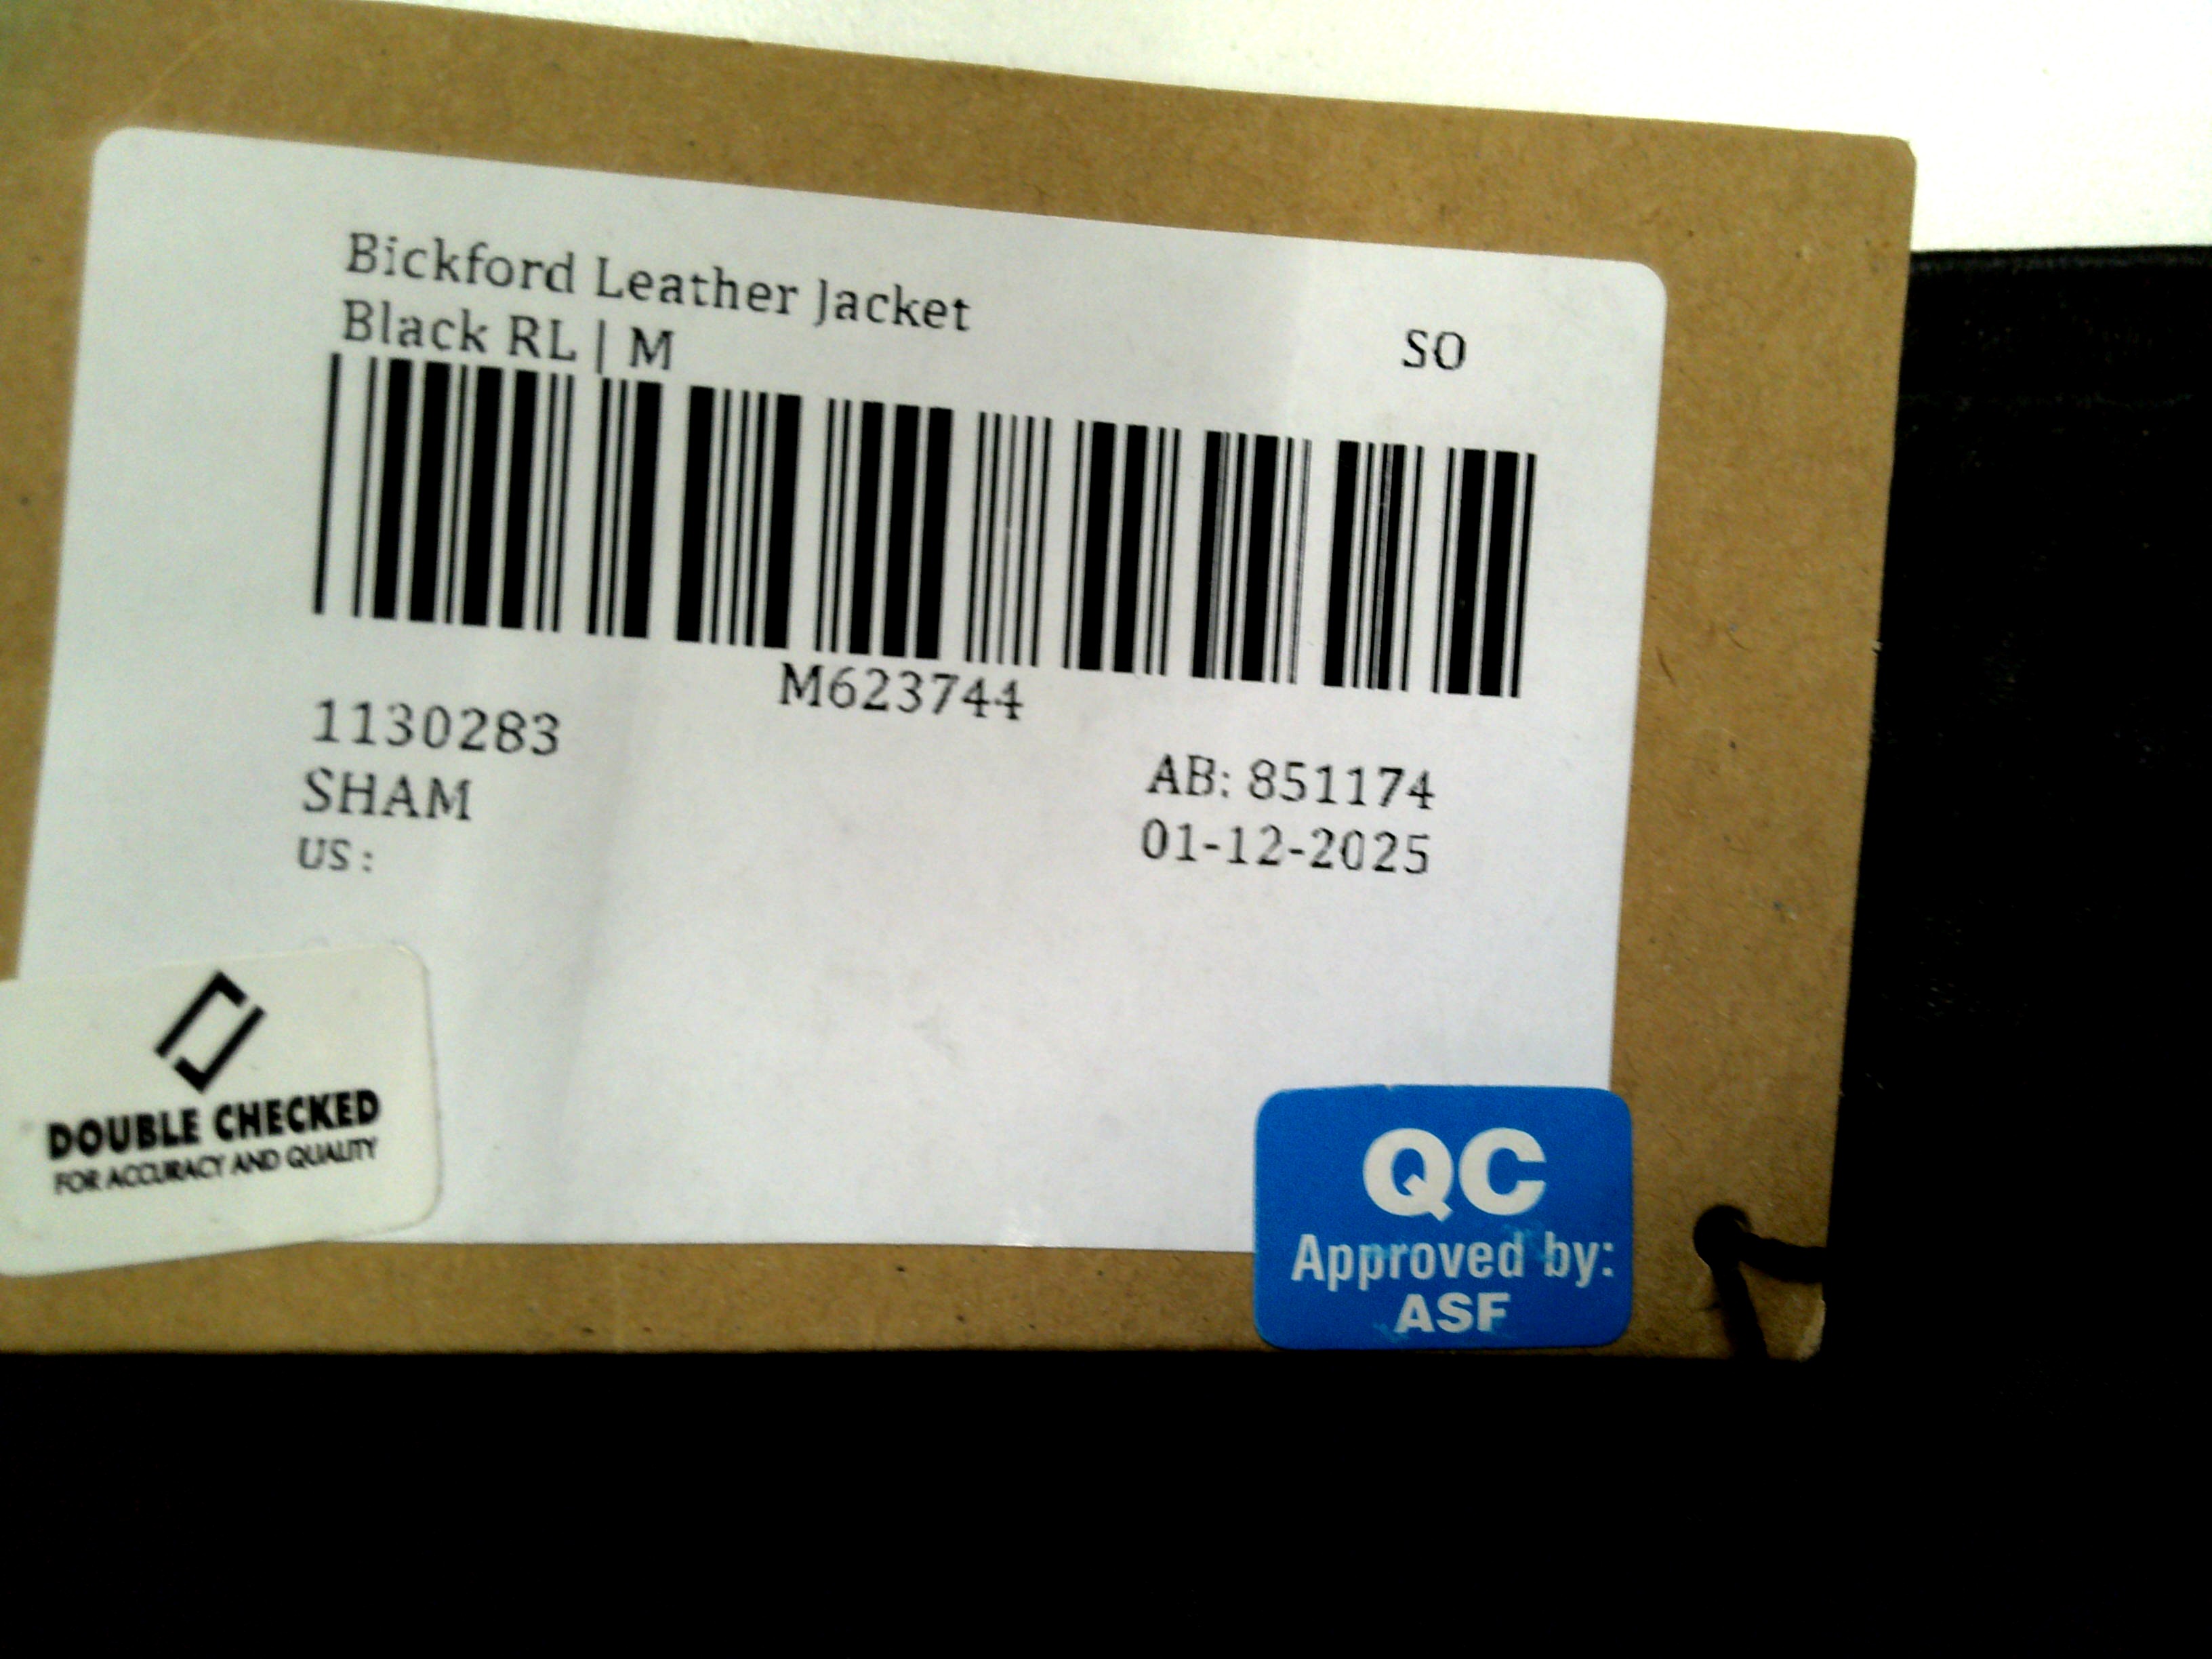 Bickford Leather Jacket
Black RL | M
SO
M623744
1130283
SHAM
US :
AB: 851174
01-12-2025
DOUBLE CHECKED
FOR ACCURACY AND QUALITY
QC
Approved by:
ASF